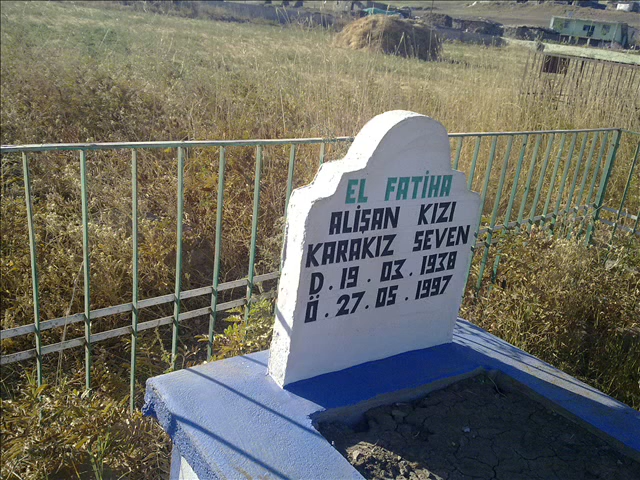 EL FATİHA
ALİŞAN KIZI
KARAKIZ SEVEN
D.19.03.1938
Ö.27.05.1997